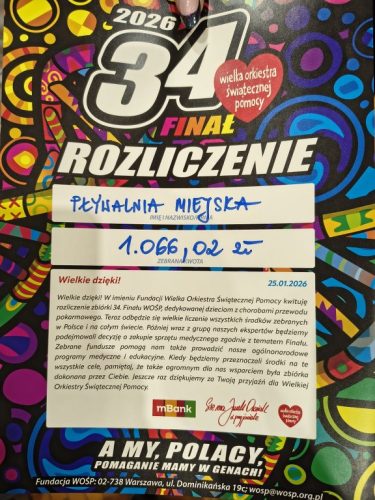 2026
34
wielka orkiestra
świątecznej
pomocy
FINAŁ
ROZLICZENIE
PŁYWALNIA MIEJSKA
1.066,02 zł
ZEBRANA KWOTA
Wielkie dzięki!
25.01.2026
Wielkie dzięki! W imieniu Fundacji Wielka Orkiestra Świątecznej Pomocy kwituję
rozliczenie zbiórki 34. Finału WOŚP, dedykowanej dzieciom z chorobami przewodu
pokarmowego. Teraz odbędzie się wielkie liczenie wszystkich środków zebranych
w Polsce i na całym świecie. Później wraz z grupą naszych ekspertów będziemy
podejmowali decyzję o zakupie sprzętu medycznego zgodnie z tematem Finału.
Zebrane fundusze pomogą nam także prowadzić nasze ogólnonarodowe
programy medyczne i edukacyjne. Kiedy będziemy przeznaczali środki na te
wszystkie cele, pamiętaj, że także ogromnym dla nas wsparciem była zbiórka
dokonana przez Ciebie. Jeszcze raz dziękujemy za Twoją przyjaźń dla Wielkiej
Orkiestry Świątecznej Pomocy.
mBank
wielka orkiestra
świątecznej
pomocy
A MY, POLACY,
POMAGANIE MAMY W GENACH!
Fundacja WOŚP: 02-738 Warszawa, ul. Dominikańska 19c; wosp@wosp.org.pl